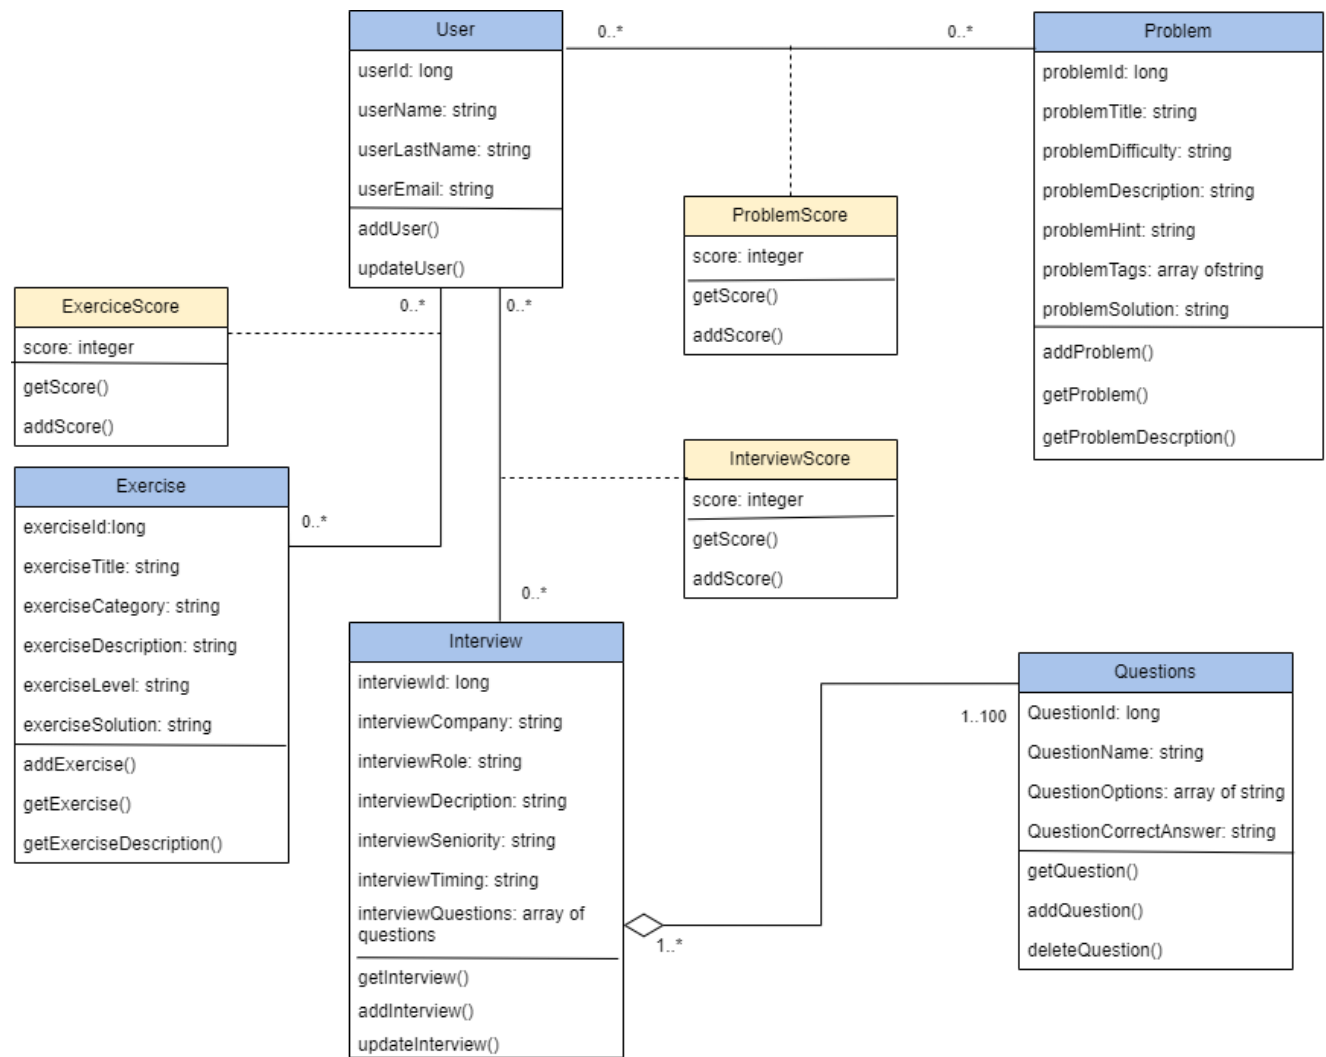 User
userId: long
userName: string
userLastName: string
userEmail: string
addUser()
updateUser()
0..*
0..*
Problem
problemId: long
problemTitle: string
problemDifficulty: string
problemDescription: string
problemHint: string
problemTags: array ofstring
problemSolution: string
addProblem()
getProblem()
getProblemDescrption()
ProblemScore
score: integer
getScore()
addScore()
0..*
0..*
ExerciceScore
score: integer
getScore()
addScore()
InterviewScore
score: integer
getScore()
addScore()
Exercise
exerciseId:long
exerciseTitle: string
exerciseCategory: string
exerciseDescription: string
exerciseLevel: string
exerciseSolution: string
addExercise()
getExercise()
getExerciseDescription()
0..*
0..*
Interview
interviewId: long
interviewCompany: string
interviewRole: string
interviewDecription: string
interviewSeniority: string
interviewTiming: string
interviewQuestions: array of
questions
getInterview()
addInterview()
updateInterview()
1..*
1..100
Questions
QuestionId: long
QuestionName: string
QuestionOptions: array of string
QuestionCorrectAnswer: string
getQuestion()
addQuestion()
deleteQuestion()